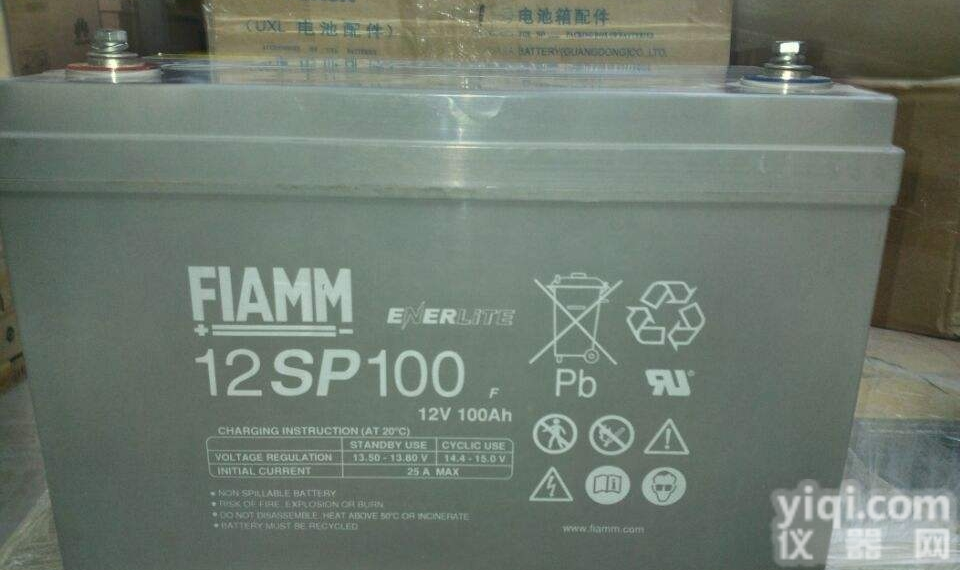 (UXL 电池配件)
电池箱配件
BATTERY(GUANGDONG)CO.,LTD.
FIAMM
+ -
ENERLiTE
12SP100 F
12V 100Ah
Pb
CHARGING INSTRUCTION (AT 20°C)
STANDBY USE CYCLIC USE
VOLTAGE REGULATION 13.50 - 13.80 V 14.4 - 15.0 V
INITIAL CURRENT 25 A MAX
• NON SPILLABLE BATTERY
• RISK OF FIRE, EXPLOSION OR BURN.
• DO NOT DISASSEMBLE, HEAT ABOVE 50°C OR INCINERATE
• BATTERY MUST BE RECYCLED
www.fiamm.com
yiqi.com
仪器网